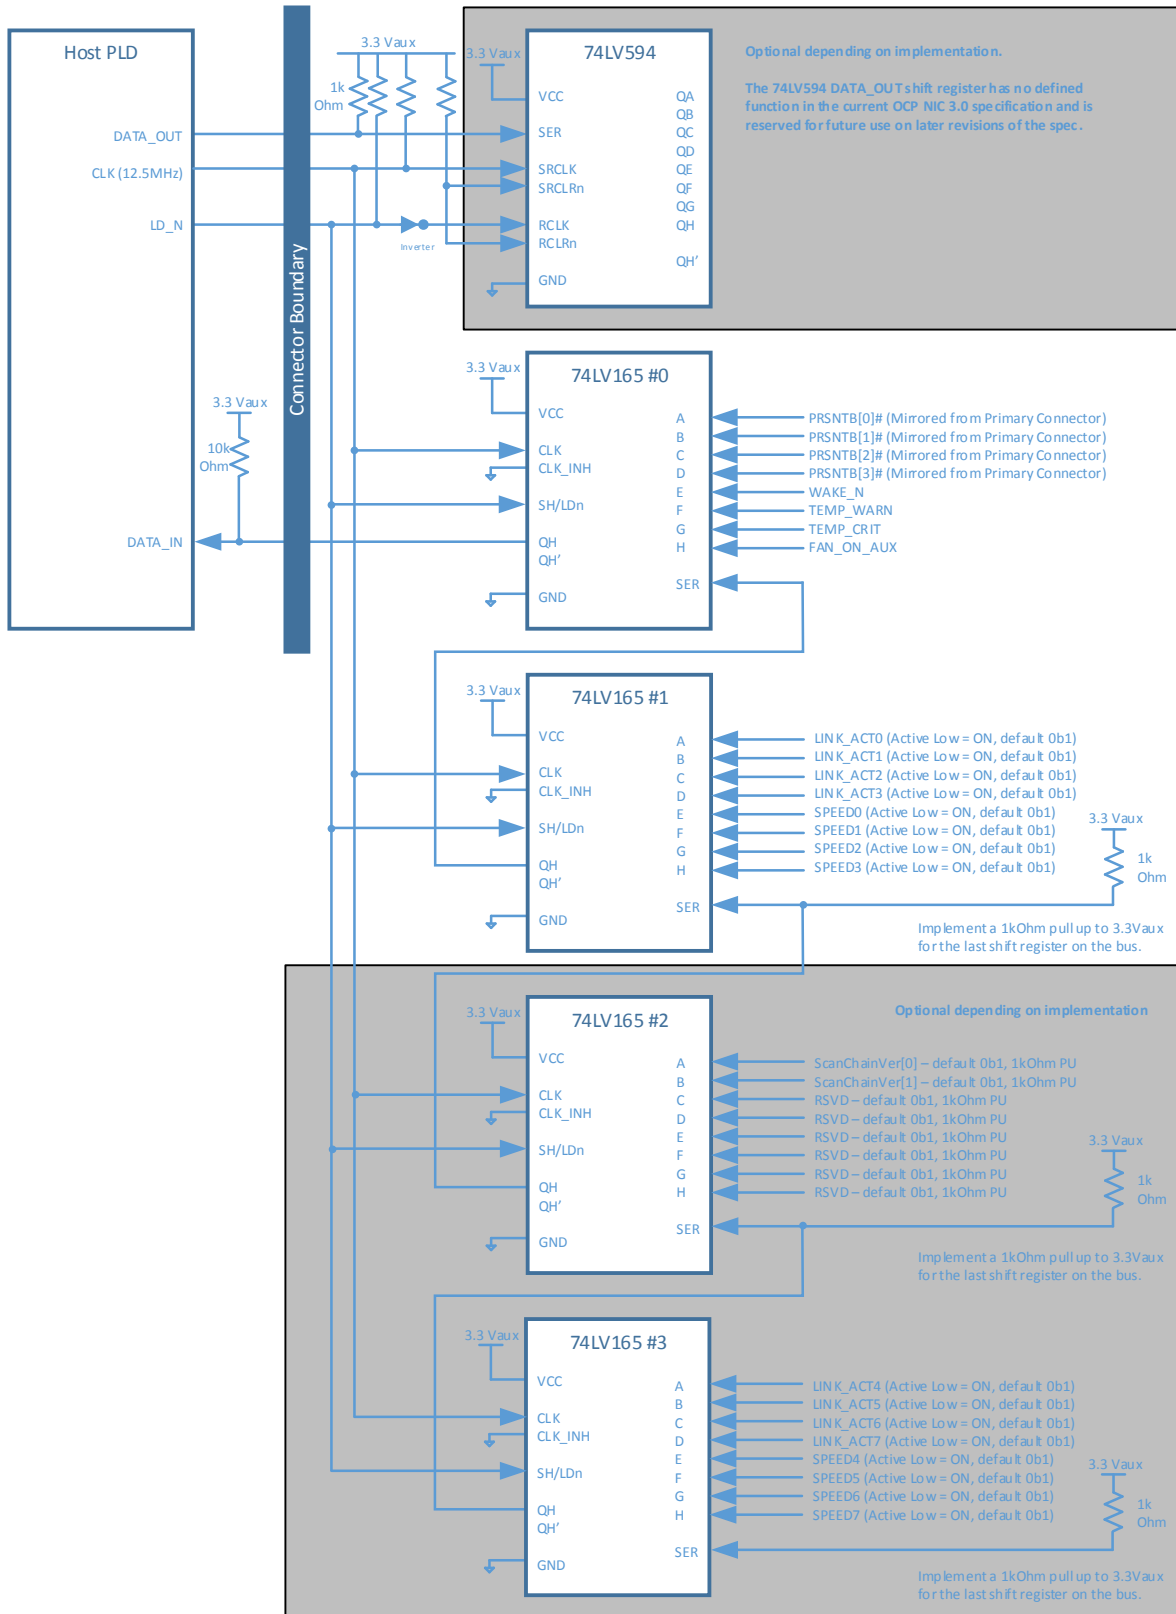 Host PLD
DATA_OUT
CLK (12.5MHz)
LD_N
DATA_IN
3.3 Vaux
10k
Ohm
Connector Boundary
3.3 Vaux
1k
Ohm
Inverter
3.3 Vaux
74LV594
VCC
SER
SRCLK
SRCLRn
RCLK
RCLRn
GND
QA
QB
QC
QD
QE
QF
QG
QH
QH’
Optional depending on implementation.
The 74LV594 DATA_OUT shift register has no defined
function in the current OCP NIC 3.0 specification and is
reserved for future use on later revisions of the spec.
3.3 Vaux
74LV165 #0
VCC
CLK
CLK_INH
SH/LDn
QH
QH’
GND
A
B
C
D
E
F
G
H
SER
PRSNTB[0]# (Mirrored from Primary Connector)
PRSNTB[1]# (Mirrored from Primary Connector)
PRSNTB[2]# (Mirrored from Primary Connector)
PRSNTB[3]# (Mirrored from Primary Connector)
WAKE_N
TEMP_WARN
TEMP_CRIT
FAN_ON_AUX
3.3 Vaux
74LV165 #1
VCC
CLK
CLK_INH
SH/LDn
QH
QH’
GND
A
B
C
D
E
F
G
H
SER
LINK_ACT0 (Active Low = ON, default 0b1)
LINK_ACT1 (Active Low = ON, default 0b1)
LINK_ACT2 (Active Low = ON, default 0b1)
LINK_ACT3 (Active Low = ON, default 0b1)
SPEED0 (Active Low = ON, default 0b1)
SPEED1 (Active Low = ON, default 0b1)
SPEED2 (Active Low = ON, default 0b1)
SPEED3 (Active Low = ON, default 0b1)
3.3 Vaux
1k
Ohm
Implement a 1kOhm pull up to 3.3Vaux
for the last shift register on the bus.
Optional depending on implementation
3.3 Vaux
74LV165 #2
VCC
CLK
CLK_INH
SH/LDn
QH
QH’
GND
A
B
C
D
E
F
G
H
SER
ScanChainVer[0] – default 0b1, 1kOhm PU
ScanChainVer[1] – default 0b1, 1kOhm PU
RSVD – default 0b1, 1kOhm PU
RSVD – default 0b1, 1kOhm PU
RSVD – default 0b1, 1kOhm PU
RSVD – default 0b1, 1kOhm PU
RSVD – default 0b1, 1kOhm PU
RSVD – default 0b1, 1kOhm PU
3.3 Vaux
1k
Ohm
Implement a 1kOhm pull up to 3.3Vaux
for the last shift register on the bus.
3.3 Vaux
74LV165 #3
VCC
CLK
CLK_INH
SH/LDn
QH
QH’
GND
A
B
C
D
E
F
G
H
SER
LINK_ACT4 (Active Low = ON, default 0b1)
LINK_ACT5 (Active Low = ON, default 0b1)
LINK_ACT6 (Active Low = ON, default 0b1)
LINK_ACT7 (Active Low = ON, default 0b1)
SPEED4 (Active Low = ON, default 0b1)
SPEED5 (Active Low = ON, default 0b1)
SPEED6 (Active Low = ON, default 0b1)
SPEED7 (Active Low = ON, default 0b1)
3.3 Vaux
1k
Ohm
Implement a 1kOhm pull up to 3.3Vaux
for the last shift register on the bus.